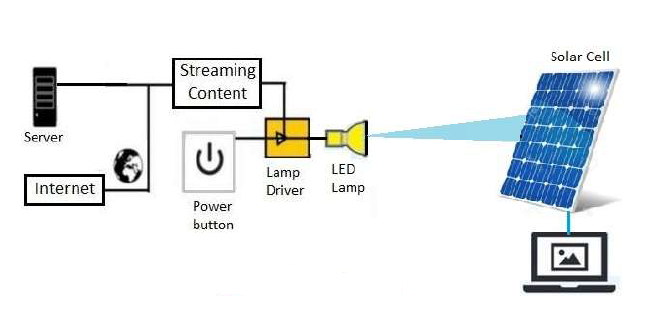 Solar Cell
Streaming
Content
Server
Internet
Lamp
Driver
LED
Lamp
Power
button